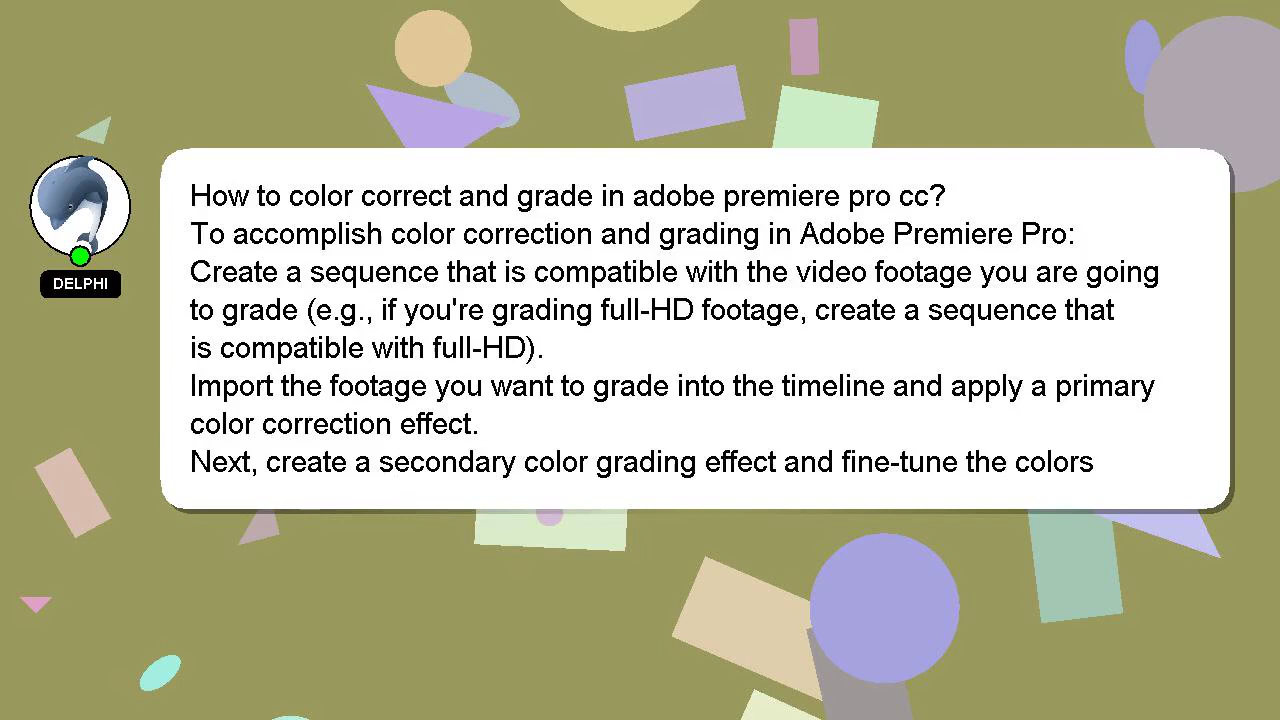 How to color correct and grade in adobe premiere pro cc?
To accomplish color correction and grading in Adobe Premiere Pro:
Create a sequence that is compatible with the video footage you are going
to grade (e.g., if you're grading full-HD footage, create a sequence that
is compatible with full-HD).
Import the footage you want to grade into the timeline and apply a primary
color correction effect.
Next, create a secondary color grading effect and fine-tune the colors
DELPHI